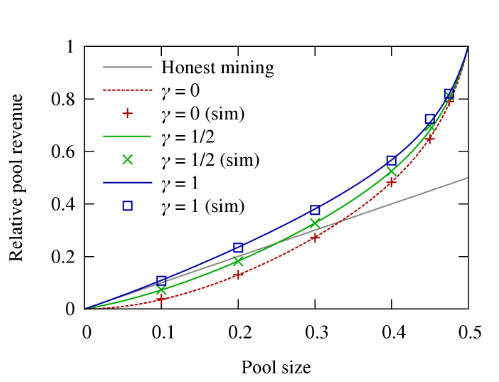 Relative pool revenue
1
0.8
0.6
0.4
0.2
0
Honest mining
γ = 0
γ = 0 (sim)
γ = 1/2
γ = 1/2 (sim)
γ = 1
γ = 1 (sim)
0 0.1 0.2 0.3 0.4 0.5
Pool size